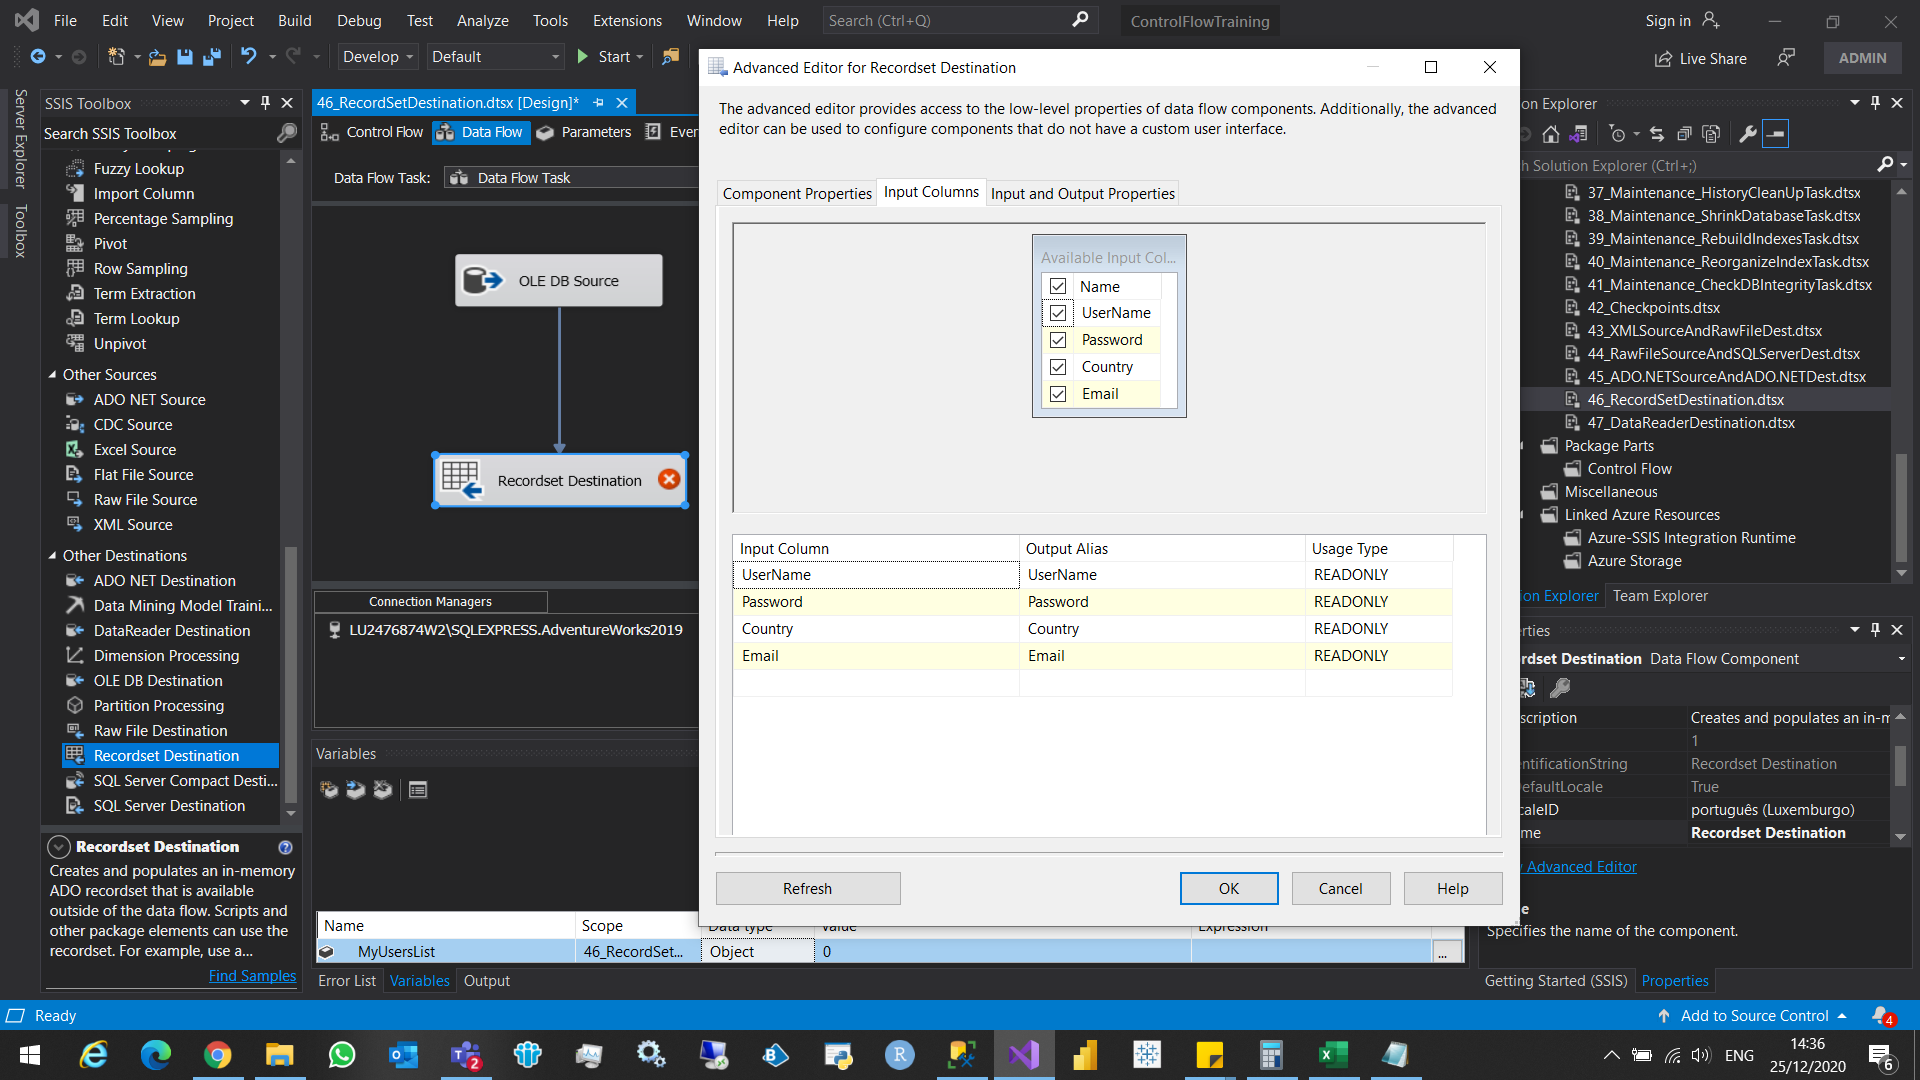 File Edit View Project Build Debug Test Analyze Tools Extensions Window Help Search (Ctrl+Q) ControlFlowTraining Sign in
Develop Default Start Live Share ADMIN
Server Explorer
Toolbox
SSIS Toolbox
Search SSIS Toolbox
Fuzzy Lookup
Import Column
Percentage Sampling
Pivot
Row Sampling
Term Extraction
Term Lookup
Unpivot
Other Sources
ADO NET Source
CDC Source
Excel Source
Flat File Source
Raw File Source
XML Source
Other Destinations
ADO NET Destination
Data Mining Model Traini...
DataReader Destination
Dimension Processing
OLE DB Destination
Partition Processing
Raw File Destination
Recordset Destination
SQL Server Compact Desti...
SQL Server Destination
Recordset Destination
Creates and populates an in-memory
ADO recordset that is available
outside of the data flow. Scripts and
other package elements can use the
recordset. For example, use a...
Find Samples
46_RecordSetDestination.dtsx [Design]*
Control Flow Data Flow Parameters Ever
Data Flow Task: Data Flow Task
OLE DB Source
Recordset Destination
Connection Managers
LU2476874W2\SQLEXPRESS.AdventureWorks2019
Variables
Name Scope Data type Value Expression
MyUsersList 46_RecordSet... Object 0 ...
Error List Variables Output
Advanced Editor for Recordset Destination
The advanced editor provides access to the low-level properties of data flow components. Additionally, the advanced
editor can be used to configure components that do not have a custom user interface.
Component Properties Input Columns Input and Output Properties
Available Input Col...
Name
UserName
Password
Country
Email
Input Column Output Alias Usage Type
UserName UserName READONLY
Password Password READONLY
Country Country READONLY
Email Email READONLY
Refresh OK Cancel Help
on Explorer
h Solution Explorer (Ctrl+;)
37_Maintenance_HistoryCleanUpTask.dtsx
38_Maintenance_ShrinkDatabaseTask.dtsx
39_Maintenance_RebuildIndexesTask.dtsx
40_Maintenance_ReorganizeIndexTask.dtsx
41_Maintenance_CheckDBIntegrityTask.dtsx
42_Checkpoints.dtsx
43_XMLSourceAndRawFileDest.dtsx
44_RawFileSourceAndSQLServerDest.dtsx
45_ADO.NETSourceAndADO.NETDest.dtsx
46_RecordSetDestination.dtsx
47_DataReaderDestination.dtsx
Package Parts
Control Flow
Miscellaneous
Linked Azure Resources
Azure-SSIS Integration Runtime
Azure Storage
on Explorer Team Explorer
erties
rdset Destination Data Flow Component
scription Creates and populates an in-m
1
entificationString Recordset Destination
DefaultLocale True
caleID português (Luxemburgo)
me Recordset Destination
Advanced Editor
e
Specifies the name of the component.
Getting Started (SSIS) Properties
Ready Add to Source Control 4
2 ENG 14:36
25/12/2020 6